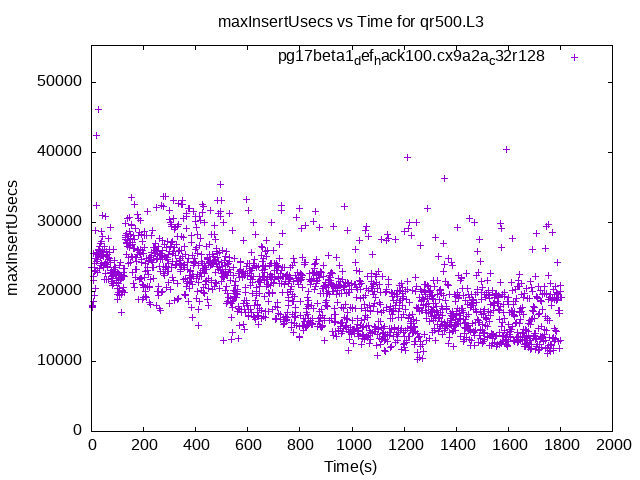 maxInsertUsecs vs Time for qr500.L3
pg17beta1def_hack100.cx9a2a_c32r128
50000
40000
30000
20000
10000
0
maxInsertUsecs
0 200 400 600 800 1000 1200 1400 1600 1800 2000
Time(s)